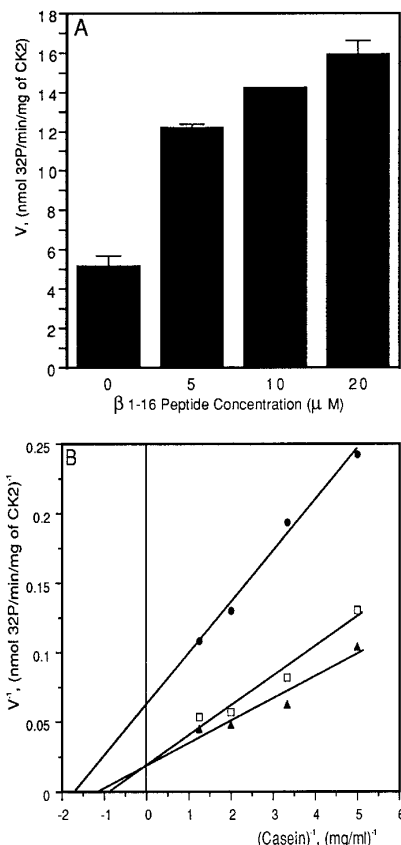 A
V, (nmol 32P/min/mg of CK2)
18
16
14
12
10
8
6
4
2
0
0 5 10 20
β 1-16 Peptide Concentration (μ M)
B
V-1, (nmol 32P/min/mg of CK2)-1
0.25
0.25
0.1
0.1
0.05
0
-2 -1 0 1 2 3 4 5 6
(Casein)-1, (mg/ml)-1